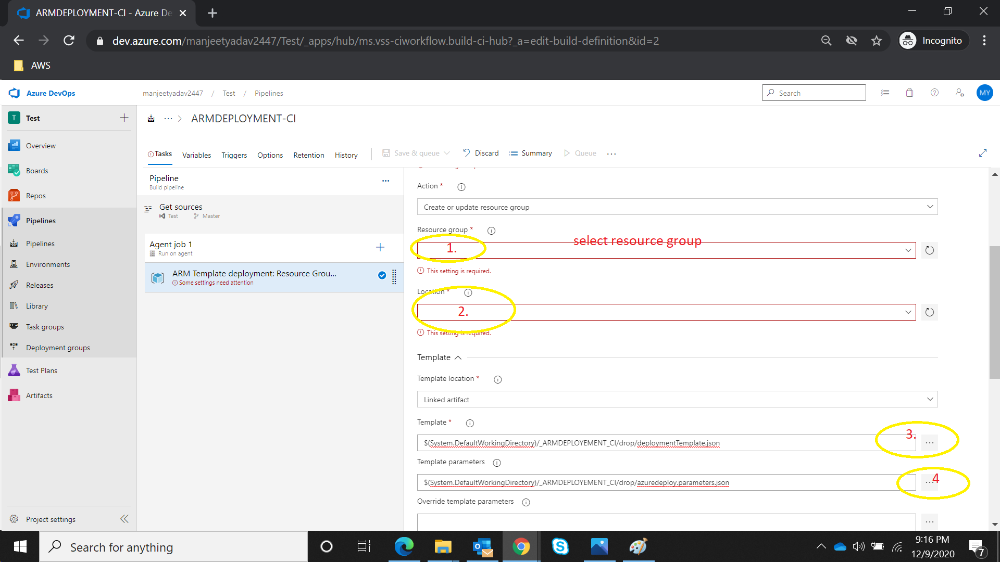 ARMDEPLOYMENT-CI - Azure De
dev.azure.com/manjeetyadav2447/Test/_apps/hub/ms.vss-ciworkflow.build-ci-hub?_a=edit-build-definition&id=2
Incognito
AWS
Azure DevOps
manjeetyadav2447 / Test / Pipelines
Search
MY
T Test
ARMDEPLOYMENT-CI
Overview
Boards
Repos
Pipelines
Pipelines
Environments
Releases
Library
Task groups
Deployment groups
Test Plans
Artifacts
Project settings
Tasks Variables Triggers Options Retention History
Save & queue Discard Summary Queue
Pipeline
Build pipeline
Get sources
Test Master
Agent job 1
Run on agent
ARM Template deployment: Resource Grou...
Some settings need attention
Action *
Create or update resource group
Resource group *
select resource group
1.
This setting is required.
Location *
2.
This setting is required.
Template
Template location *
Linked artifact
Template *
3.
$(System.DefaultWorkingDirectory)/_ARMDEPLOYEMENT_CI/drop/deploymentTemplate.json
Template parameters
4
$(System.DefaultWorkingDirectory)/_ARMDEPLOYEMENT_CI/drop/azuredeploy.parameters.json
Override template parameters
Search for anything
9:16 PM
12/9/2020
7